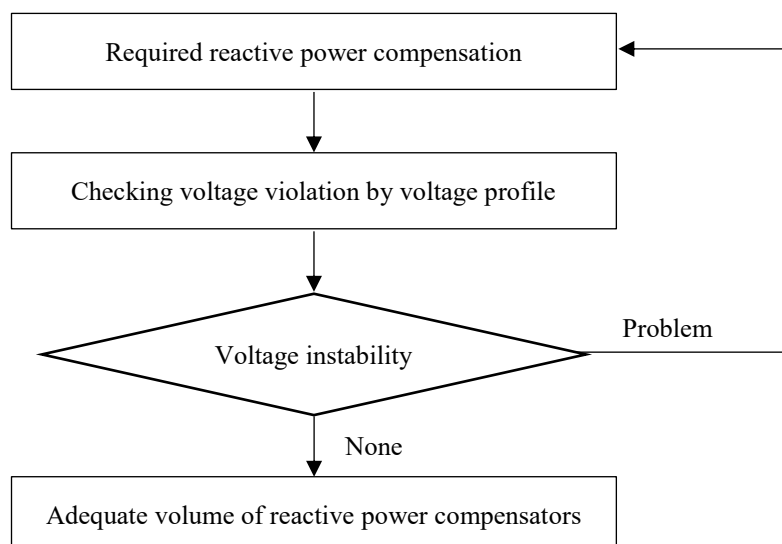 Required reactive power compensation
Checking voltage violation by voltage profile
Voltage instability
Problem
None
Adequate volume of reactive power compensators